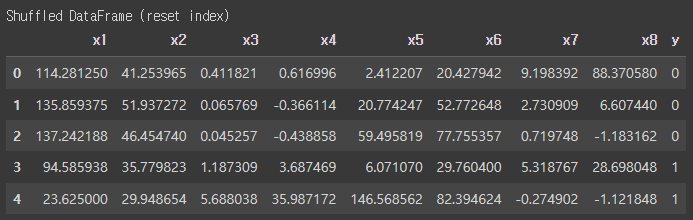 Shuffled DataFrame (reset index)
x1 x2 x3 x4 x5 x6 x7 x8 y
0 114.281250 41.253965 0.411821 0.616996 2.412207 20.427942 9.198392 88.370580 0
1 135.859375 51.937272 0.065769 -0.366114 20.774247 52.772648 2.730909 6.607440 0
2 137.242188 46.454740 0.045257 -0.438858 59.495819 77.755357 0.719748 -1.183162 0
3 94.585938 35.779823 1.187309 3.687469 6.071070 29.760400 5.318767 28.698048 1
4 23.625000 29.948654 5.688038 35.987172 146.568562 82.394624 -0.274902 -1.121848 1